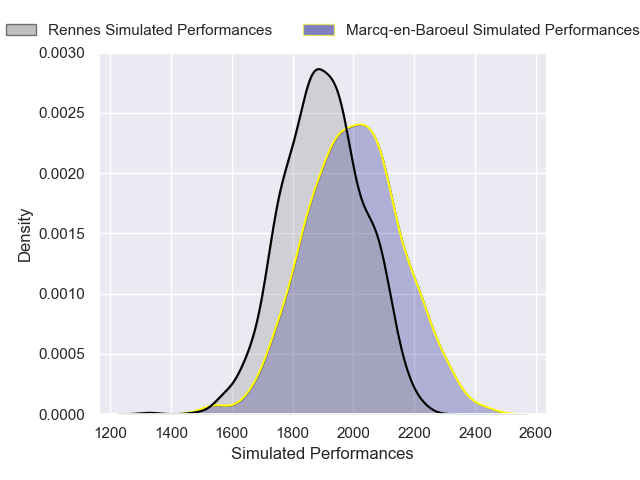 Rennes Simulated Performances
Marcq-en-Baroeul Simulated Performances
0.0030
0.0025
0.0020
0.0015
0.0010
0.0005
0.0000
Density
1200 1400 1600 1800 2000 2200 2400 2600
Simulated Performances